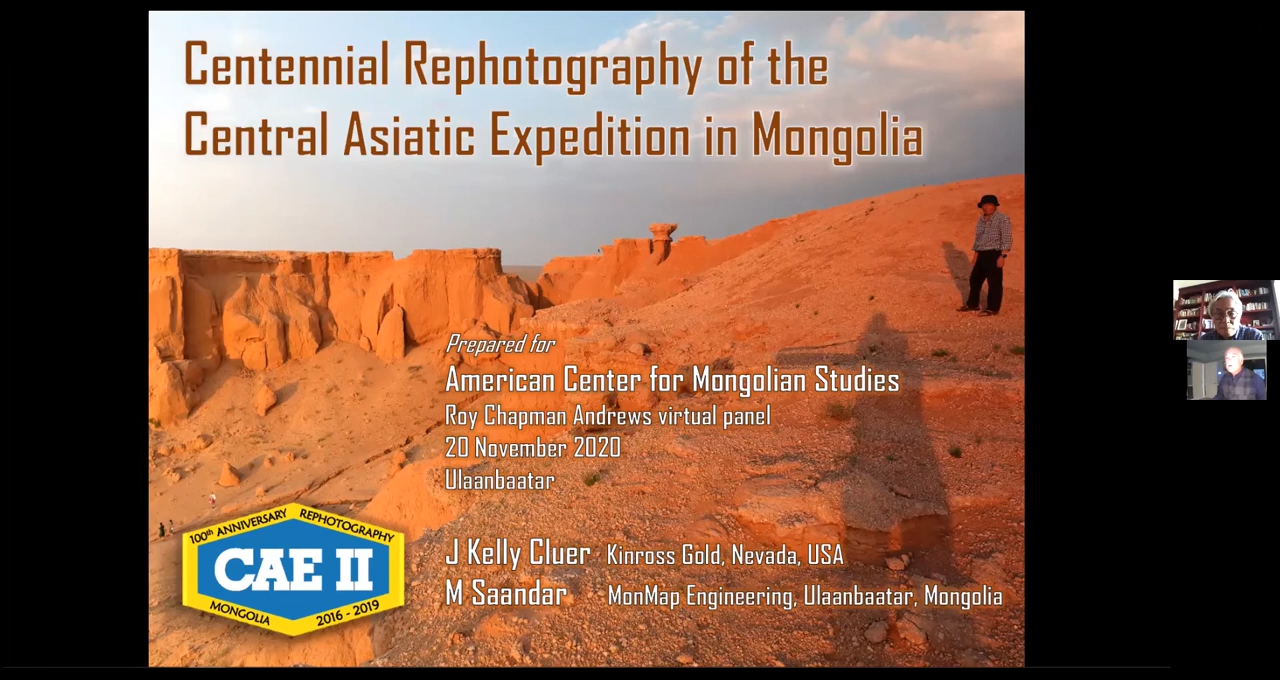 Centennial Rephotography of the
Central Asiatic Expedition in Mongolia
Prepared for
American Center for Mongolian Studies
Roy Chapman Andrews virtual panel
20 November 2020
Ulaanbaatar
J Kelly Cluer Kinross Gold, Nevada, USA
M Saandar MonMap Engineering, Ulaanbaatar, Mongolia
100th ANNIVERSARY REPHOTOGRAPHY
CAE II
MONGOLIA 2016 - 2019